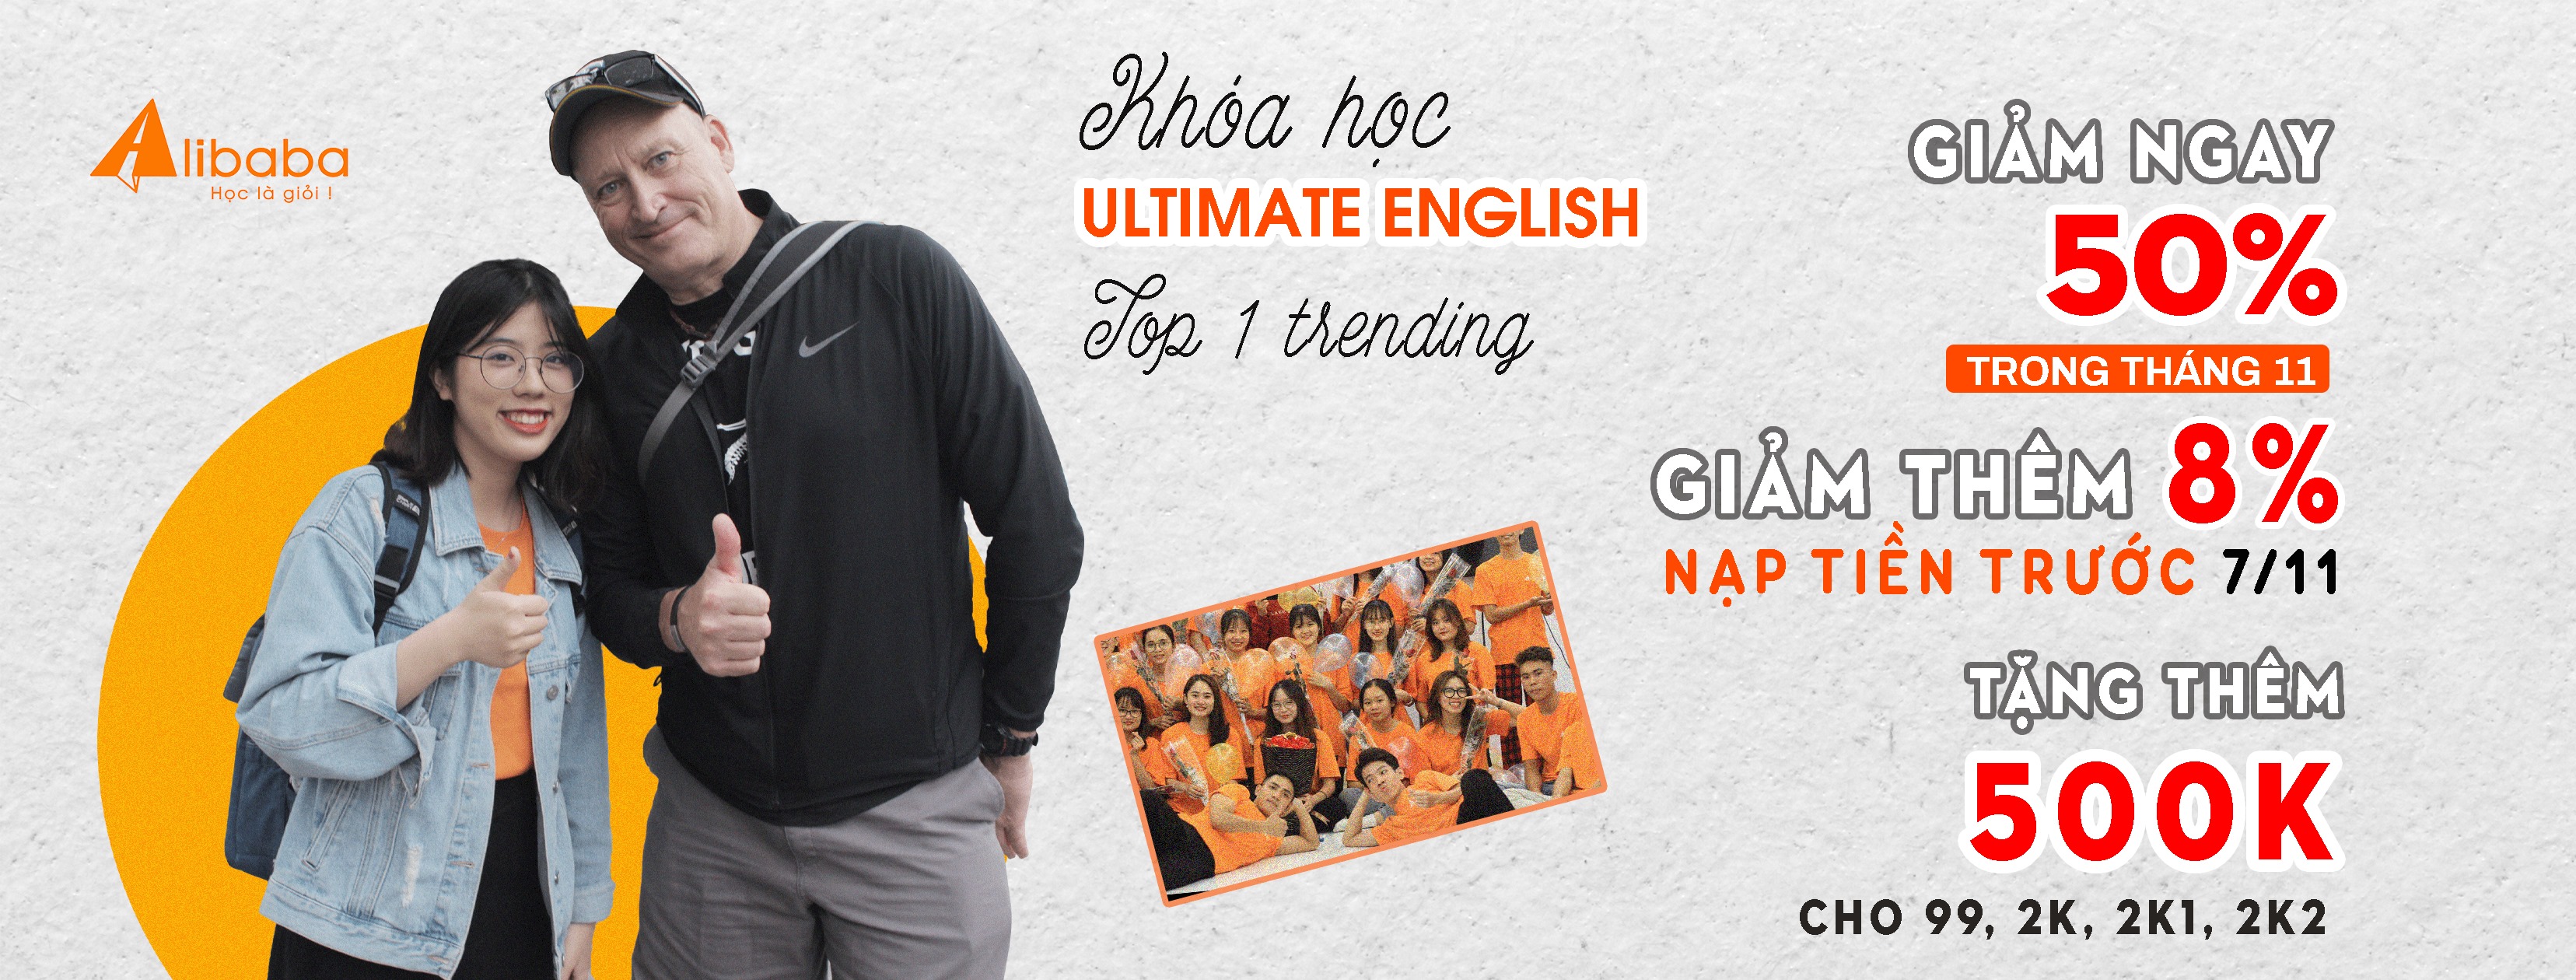 Alibaba
Học là giỏi !
Khóa học
ULTIMATE ENGLISH
Top 1 trending
GIẢM NGAY
50%
TRONG THÁNG 11
GIẢM THÊM 8%
NẠP TIỀN TRƯỚC 7/11
TẶNG THÊM
500K
CHO 99, 2K, 2K1, 2K2